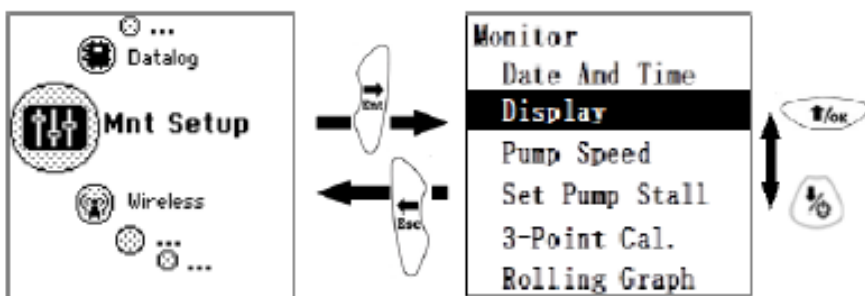 ...
Datalog
Mnt Setup
Wireless
...
...
Ent
Esc
Monitor
Date And Time
Display
Pump Speed
Set Pump Stall
3-Point Cal.
Rolling Graph
/OK